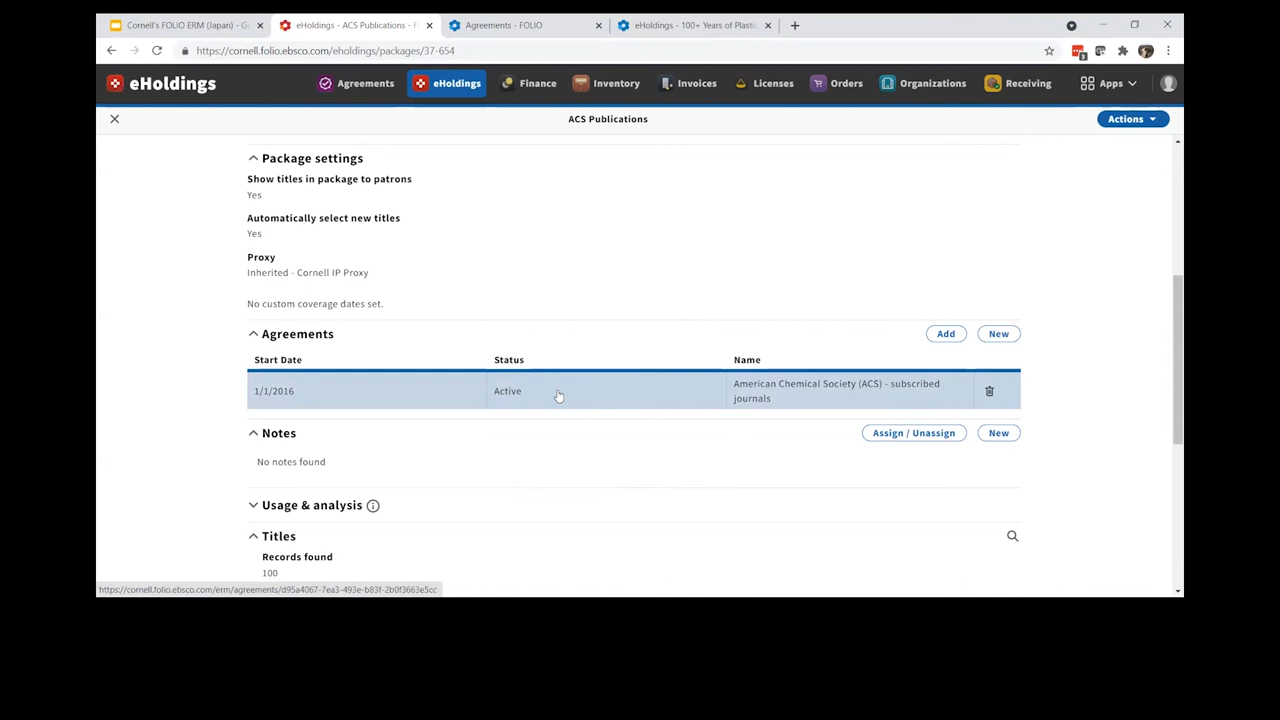 Cornell's FOLIO ERM (Japan) - Go
eHoldings - ACS Publications - F
Agreements - FOLIO
eHoldings - 100+ Years of Plastic
https://cornell.folio.ebsco.com/eholdings/packages/37-654
3
eHoldings
Agreements
eHoldings
Finance
Inventory
Invoices
Licenses
Orders
Organizations
Receiving
Apps
ACS Publications
Actions
Package settings
Show titles in package to patrons
Yes
Automatically select new titles
Yes
Proxy
Inherited - Cornell IP Proxy
No custom coverage dates set.
Agreements
Add
New
Start Date
Status
Name
1/1/2016
Active
American Chemical Society (ACS) - subscribed
journals
Notes
Assign / Unassign
New
No notes found
Usage & analysis
Titles
Records found
100
https://cornell.folio.ebsco.com/erm/agreements/d95a4067-7ea3-493e-b83f-2b0f3663e5cc